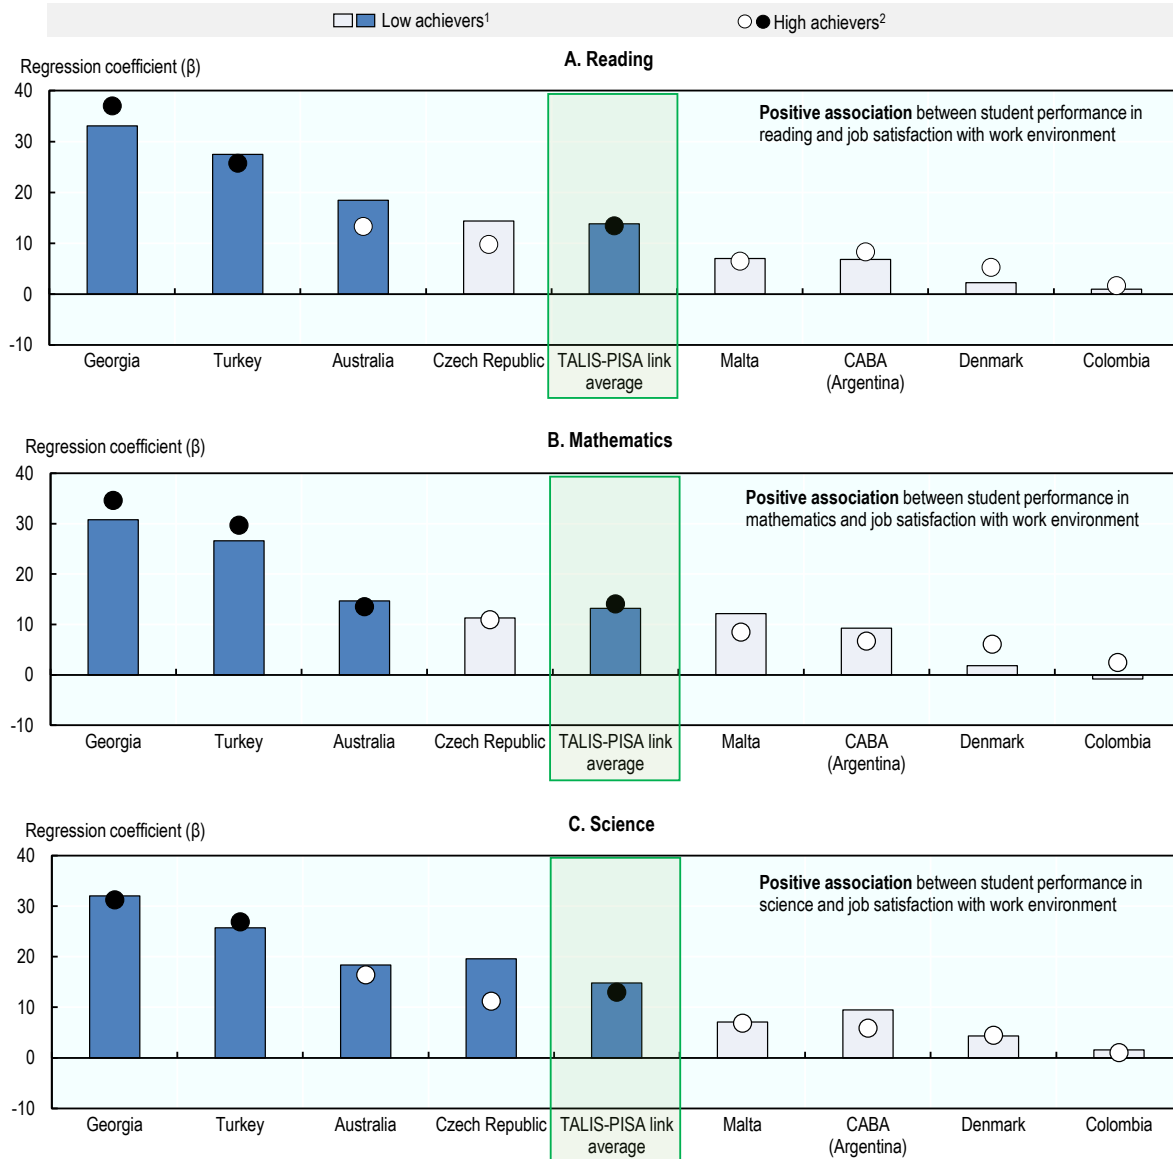 Low achievers1 High achievers2
A. Reading
Regression coefficient (β)
40
Positive association between student performance in
reading and job satisfaction with work environment
30
20
10
0
-10
Georgia Turkey Australia Czech Republic TALIS-PISA link Malta CABA Denmark Colombia
average (Argentina)
B. Mathematics
Regression coefficient (β)
40
Positive association between student performance in
mathematics and job satisfaction with work environment
30
20
10
0
-10
Georgia Turkey Australia Czech Republic TALIS-PISA link Malta CABA Denmark Colombia
average (Argentina)
C. Science
Regression coefficient (β)
40
Positive association between student performance in
science and job satisfaction with work environment
30
20
10
0
-10
Georgia Turkey Australia Czech Republic TALIS-PISA link Malta CABA Denmark Colombia
average (Argentina)